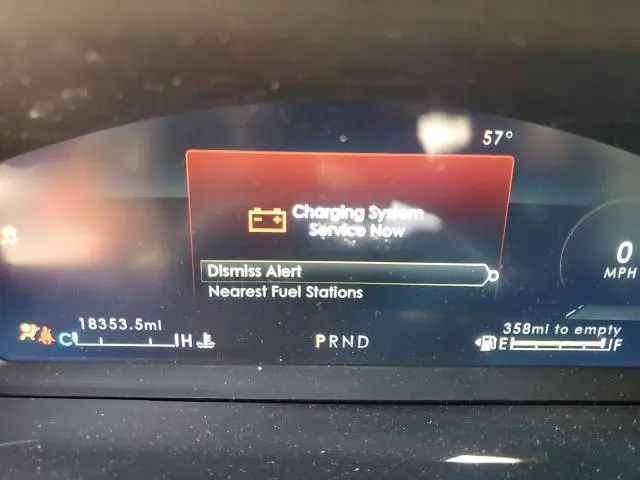 57°
Charging System
Service Now
0
MPH
Dismiss Alert
Nearest Fuel Stations
18353.5mi
358mi to empty
C H
PRND
E F